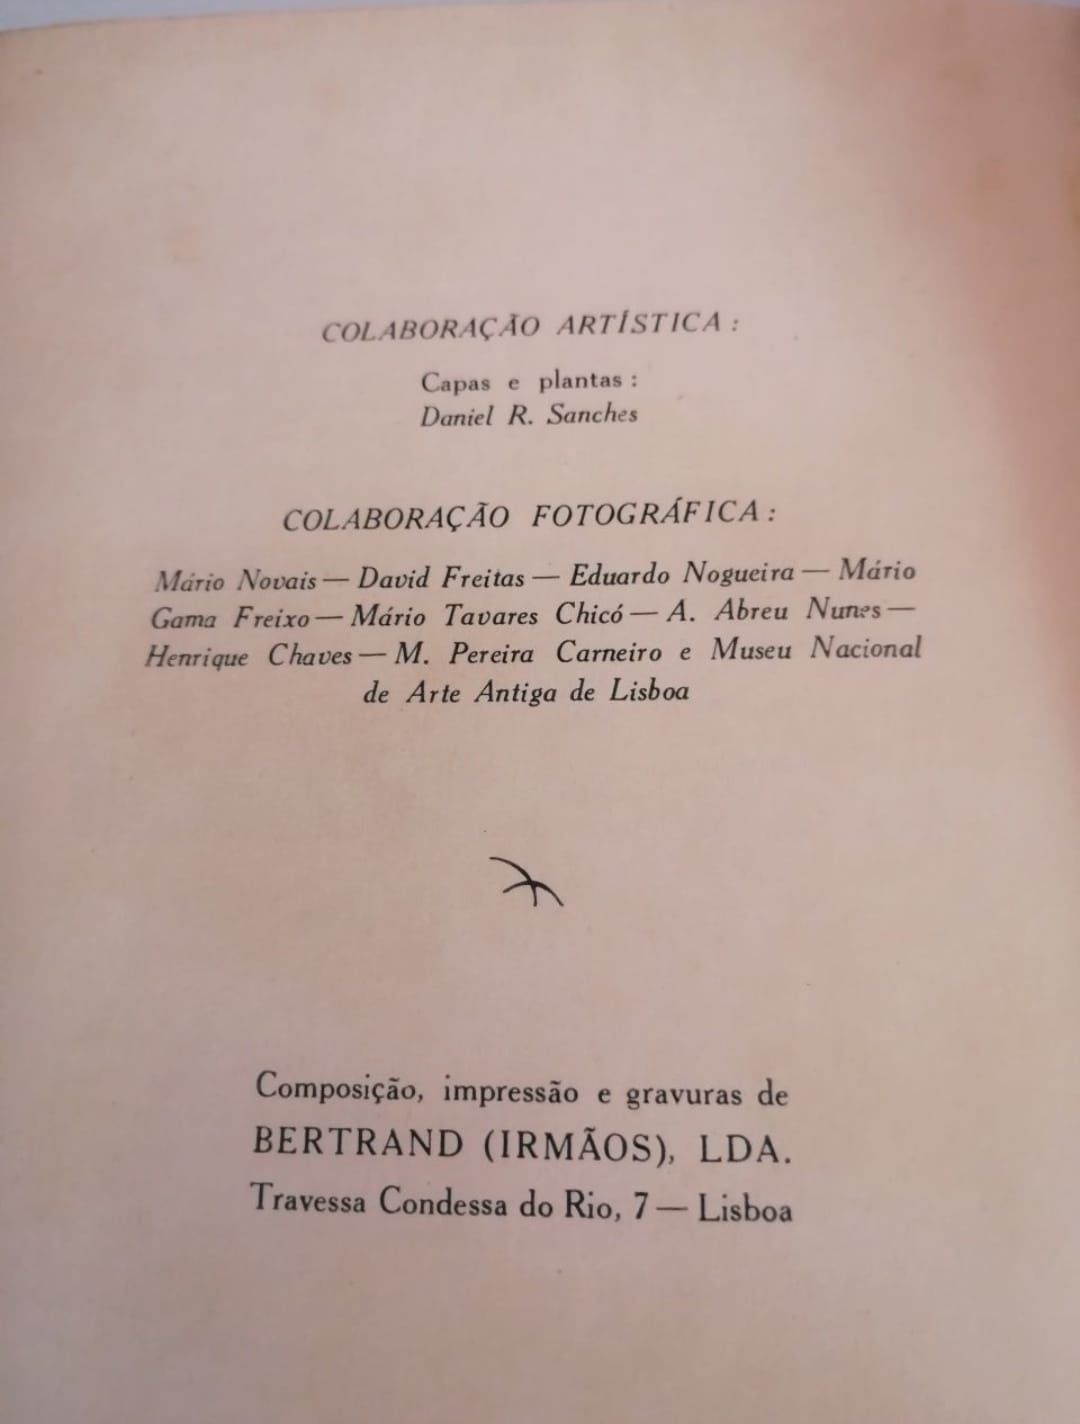 COLABORAÇÃO ARTÍSTICA :
Capas e plantas :
Daniel R. Sanches
COLABORAÇÃO FOTOGRÁFICA :
Mário Novais — David Freitas — Eduardo Nogueira — Mário
Gama Freixo — Mário Tavares Chicó — A. Abreu Nunes —
Henrique Chaves — M. Pereira Carneiro e Museu Nacional
de Arte Antiga de Lisboa
Composição, impressão e gravuras de
BERTRAND (IRMÃOS), LDA.
Travessa Condessa do Rio, 7 — Lisboa